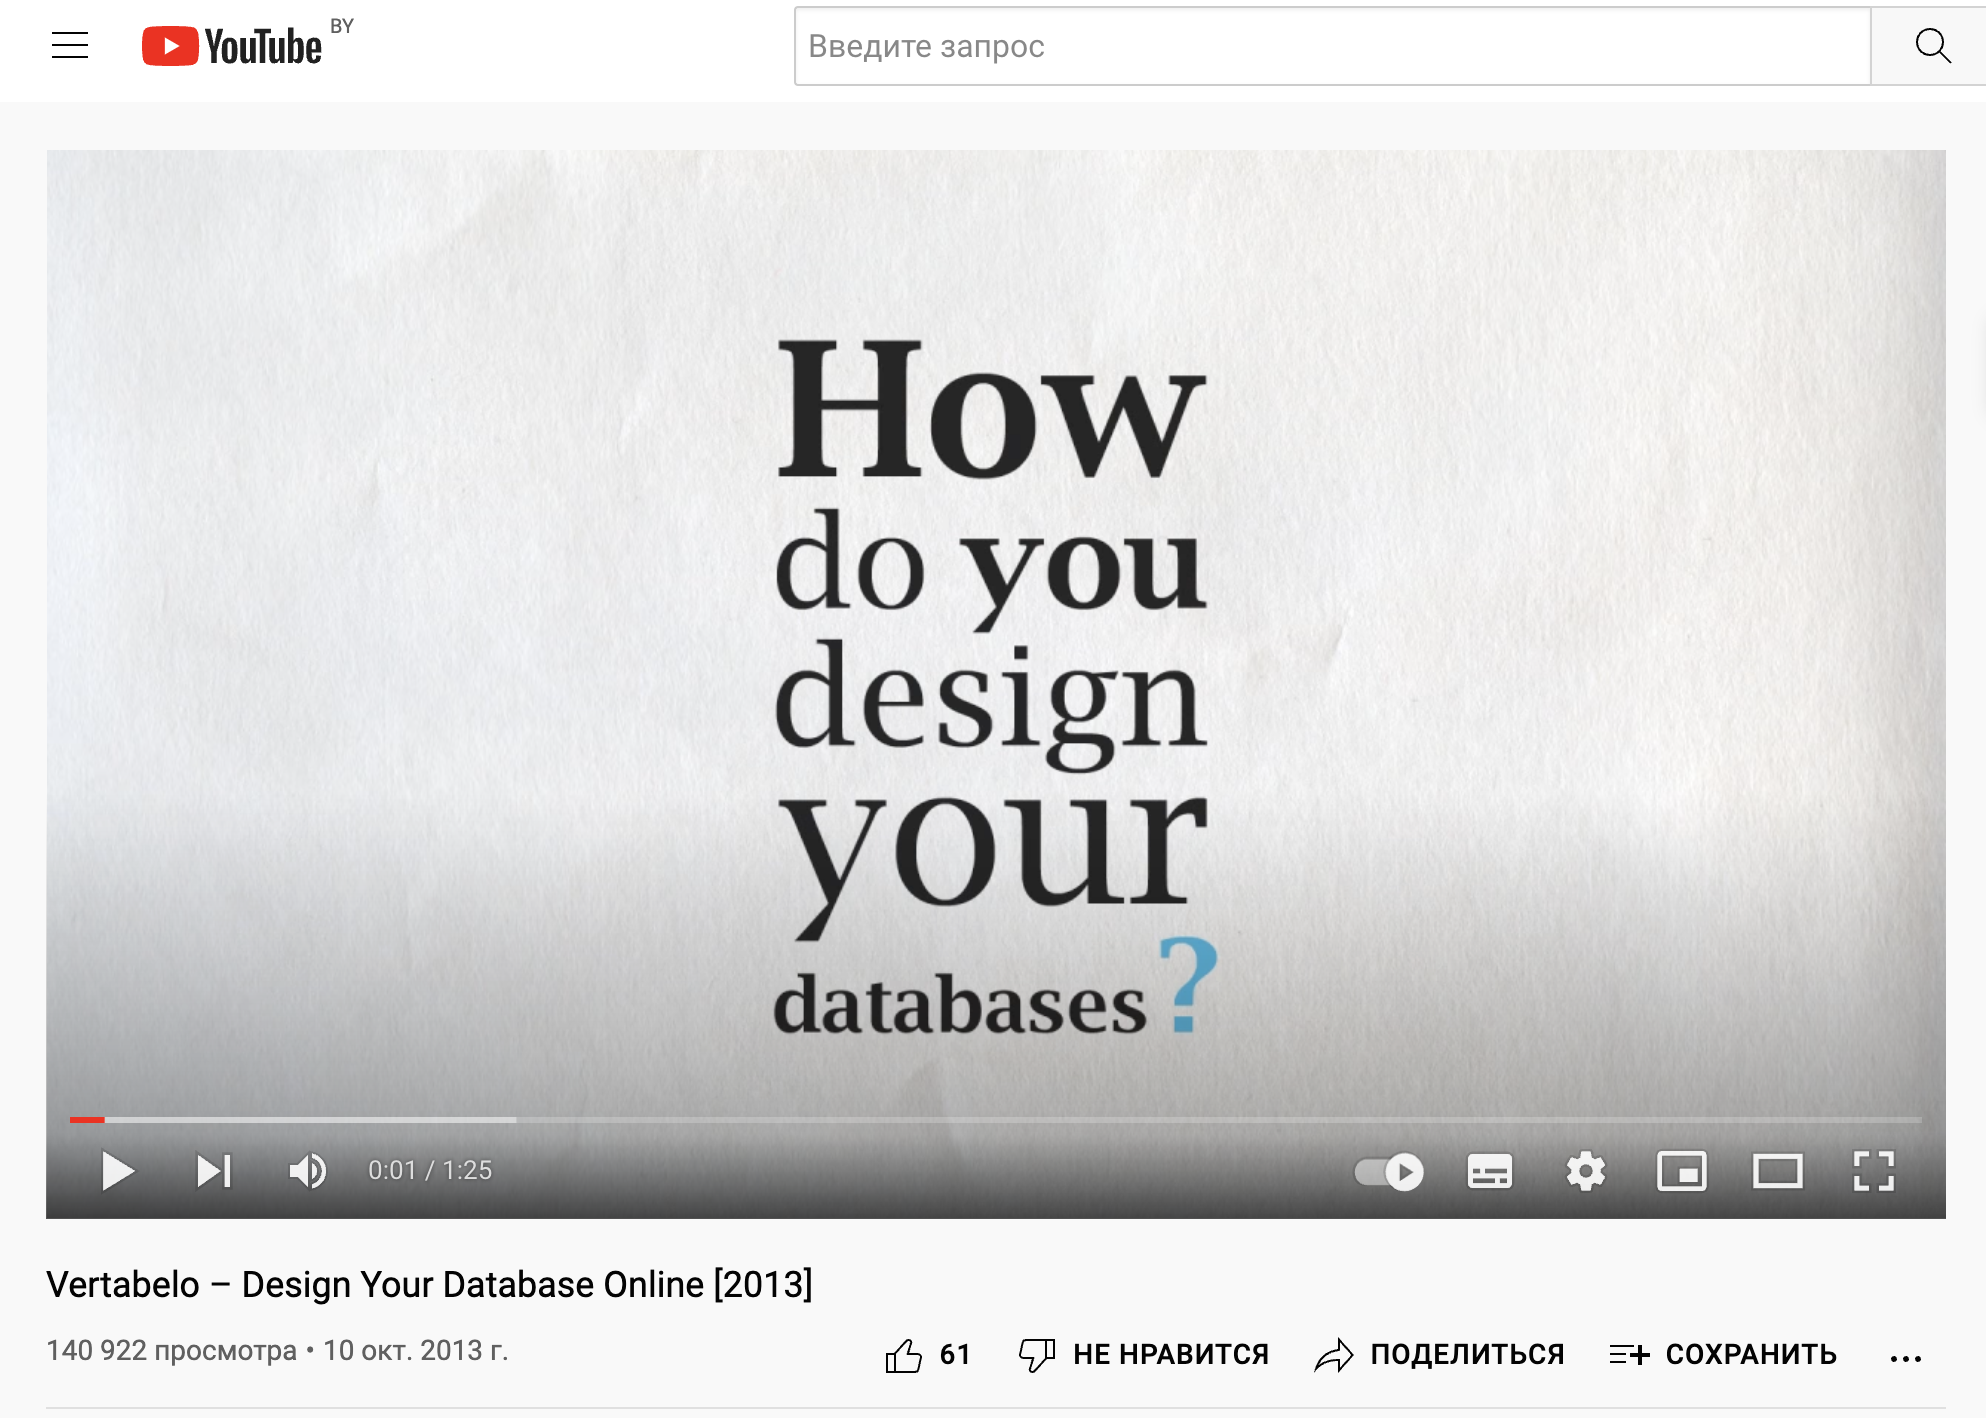 YouTube BY
Введите запрос
How
do you
design
your
databases?
0:01 / 1:25
Vertabelo – Design Your Database Online [2013]
140 922 просмотра • 10 окт. 2013 г.
61 НЕ НРАВИТСЯ ПОДЕЛИТЬСЯ СОХРАНИТЬ